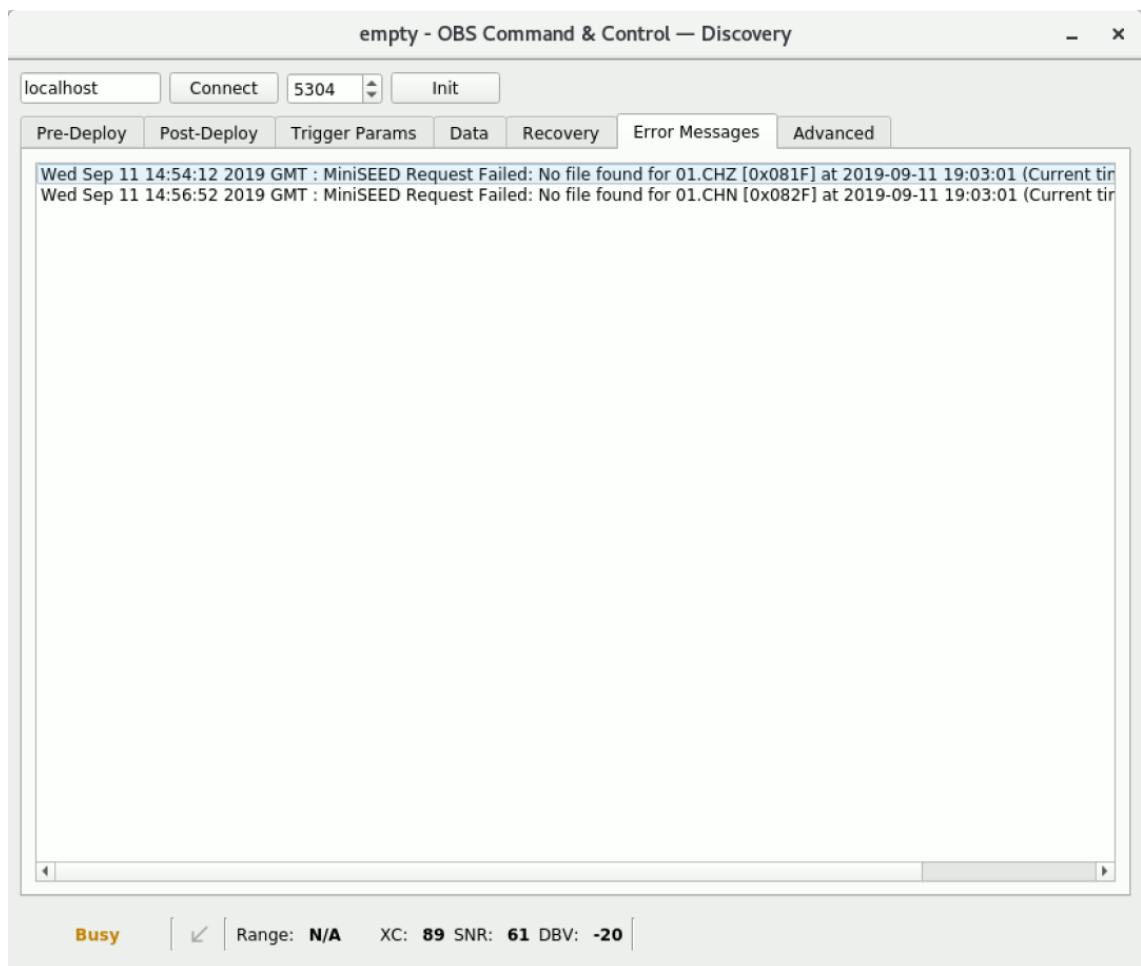 empty - OBS Command & Control — Discovery
localhost Connect 5304 Init
Pre-Deploy Post-Deploy Trigger Params Data Recovery Error Messages Advanced
Wed Sep 11 14:54:12 2019 GMT : MiniSEED Request Failed: No file found for 01.CHZ [0x081F] at 2019-09-11 19:03:01 (Current
Wed Sep 11 14:56:52 2019 GMT : MiniSEED Request Failed: No file found for 01.CHN [0x082F] at 2019-09-11 19:03:01 (Current
Busy Range: N/A XC: 89 SNR: 61 DBV: -20